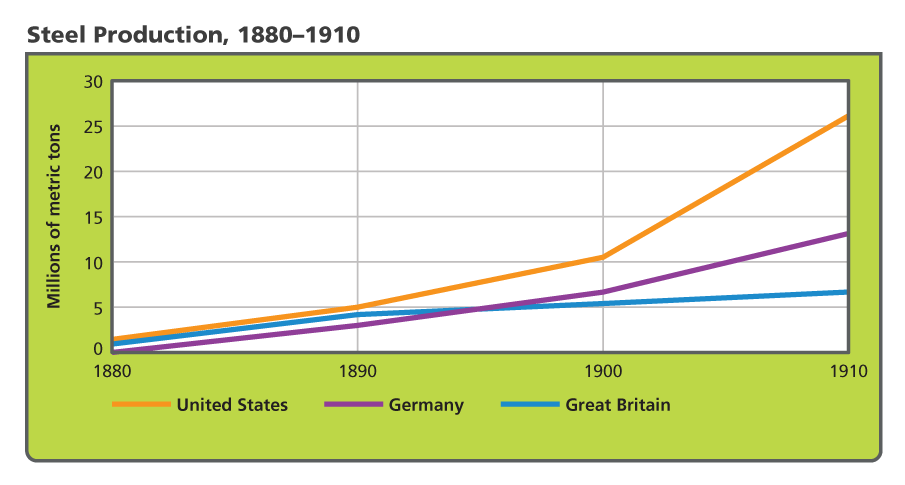 Steel Production, 1880–1910
Millions of metric tons
30
25
20
15
10
5
0
1880 1890 1900 1910
United States Germany Great Britain